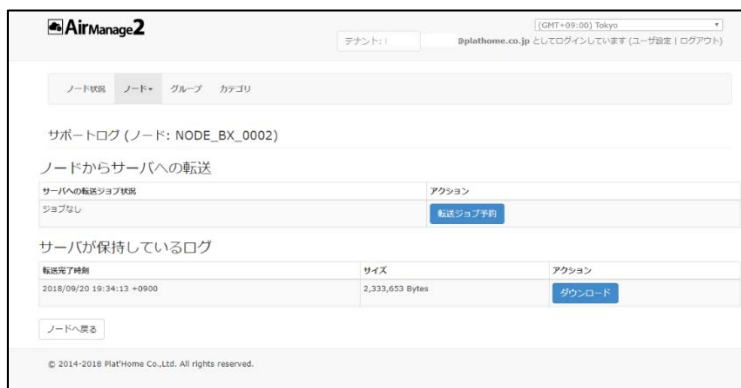 AirManage2
(GMT+09:00) Tokyo
テナント:
@plathome.co.jp としてログインしています (ユーザ設定 | ログアウト)
ノード状況 ノード グループ カテゴリ
サポートログ (ノード: NODE_BX_0002)
ノードからサーバへの転送
サーバへの転送ジョブ状況 アクション
ジョブなし 転送ジョブ予約
サーバが保持しているログ
転送完了時刻 サイズ アクション
2018/09/20 19:34:13 +0900 2,333,653 Bytes ダウンロード
ノードへ戻る
© 2014-2018 Plat'Home Co.,Ltd. All rights reserved.